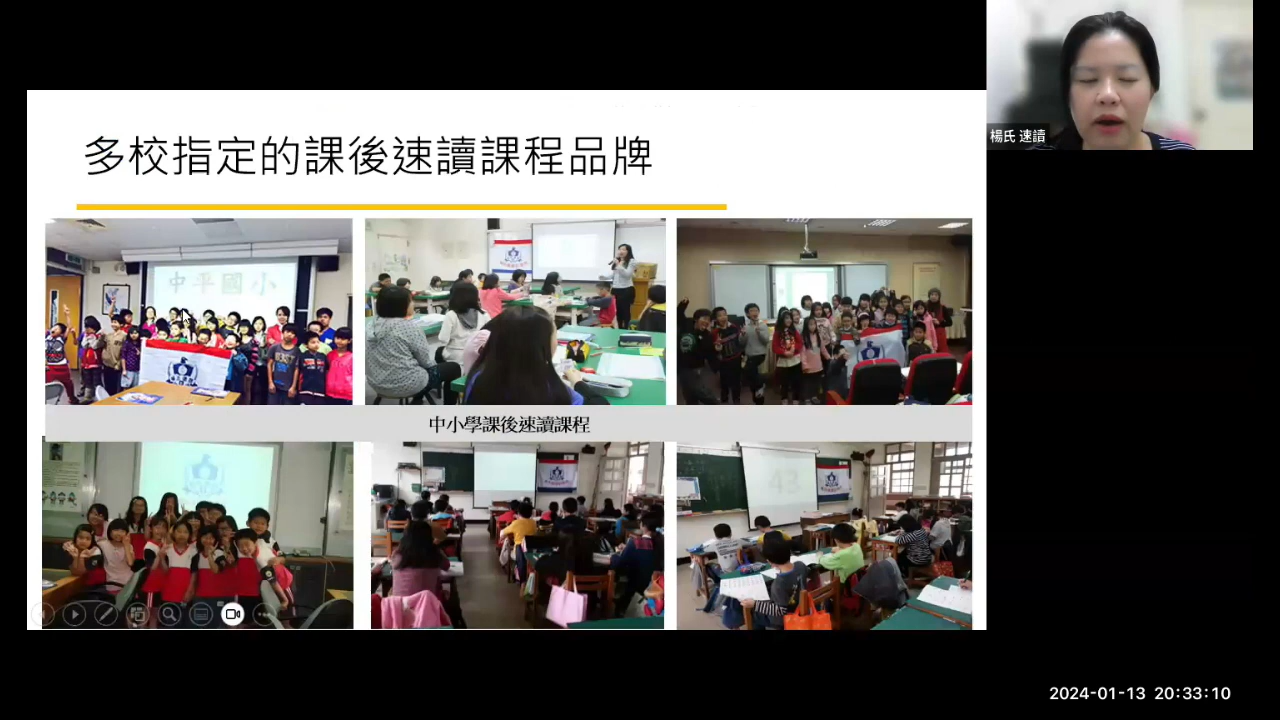 多校指定的課後速讀課程品牌
楊氏 速讀
中平國小
中小學課後速讀課程
43
2024-01-13 20:33:10